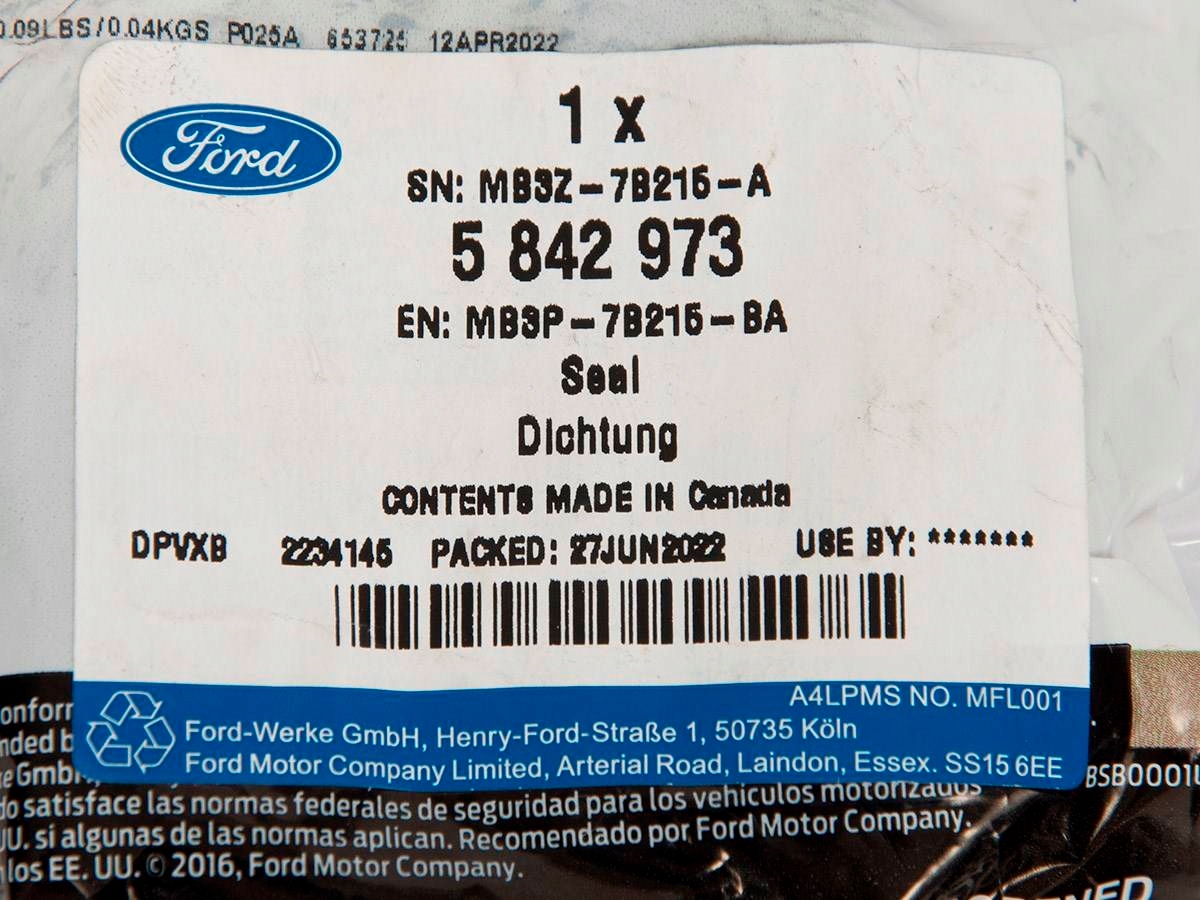 0.09LBS/0.04KGS P025A 653725 12APR2022
Ford
1 x
SN: MB3Z-7B215-A
5 842 973
EN: MB3P-7B215-BA
Seal
Dichtung
CONTENTS MADE IN Canada
DPVXB 2234145 PACKED: 27JUN2022 USE BY: *******
A4LPMS NO. MFL001
Ford-Werke GmbH, Henry-Ford-Straße 1, 50735 Köln
Ford Motor Company Limited, Arterial Road, Laindon, Essex. SS15 6EE
BSB0001
satisface las normas federales de seguridad para los vehículos motorizados
UU. si algunas de las normas aplican. Recomendado por Ford Motor Company.
los EE. UU. © 2016, Ford Motor Company.